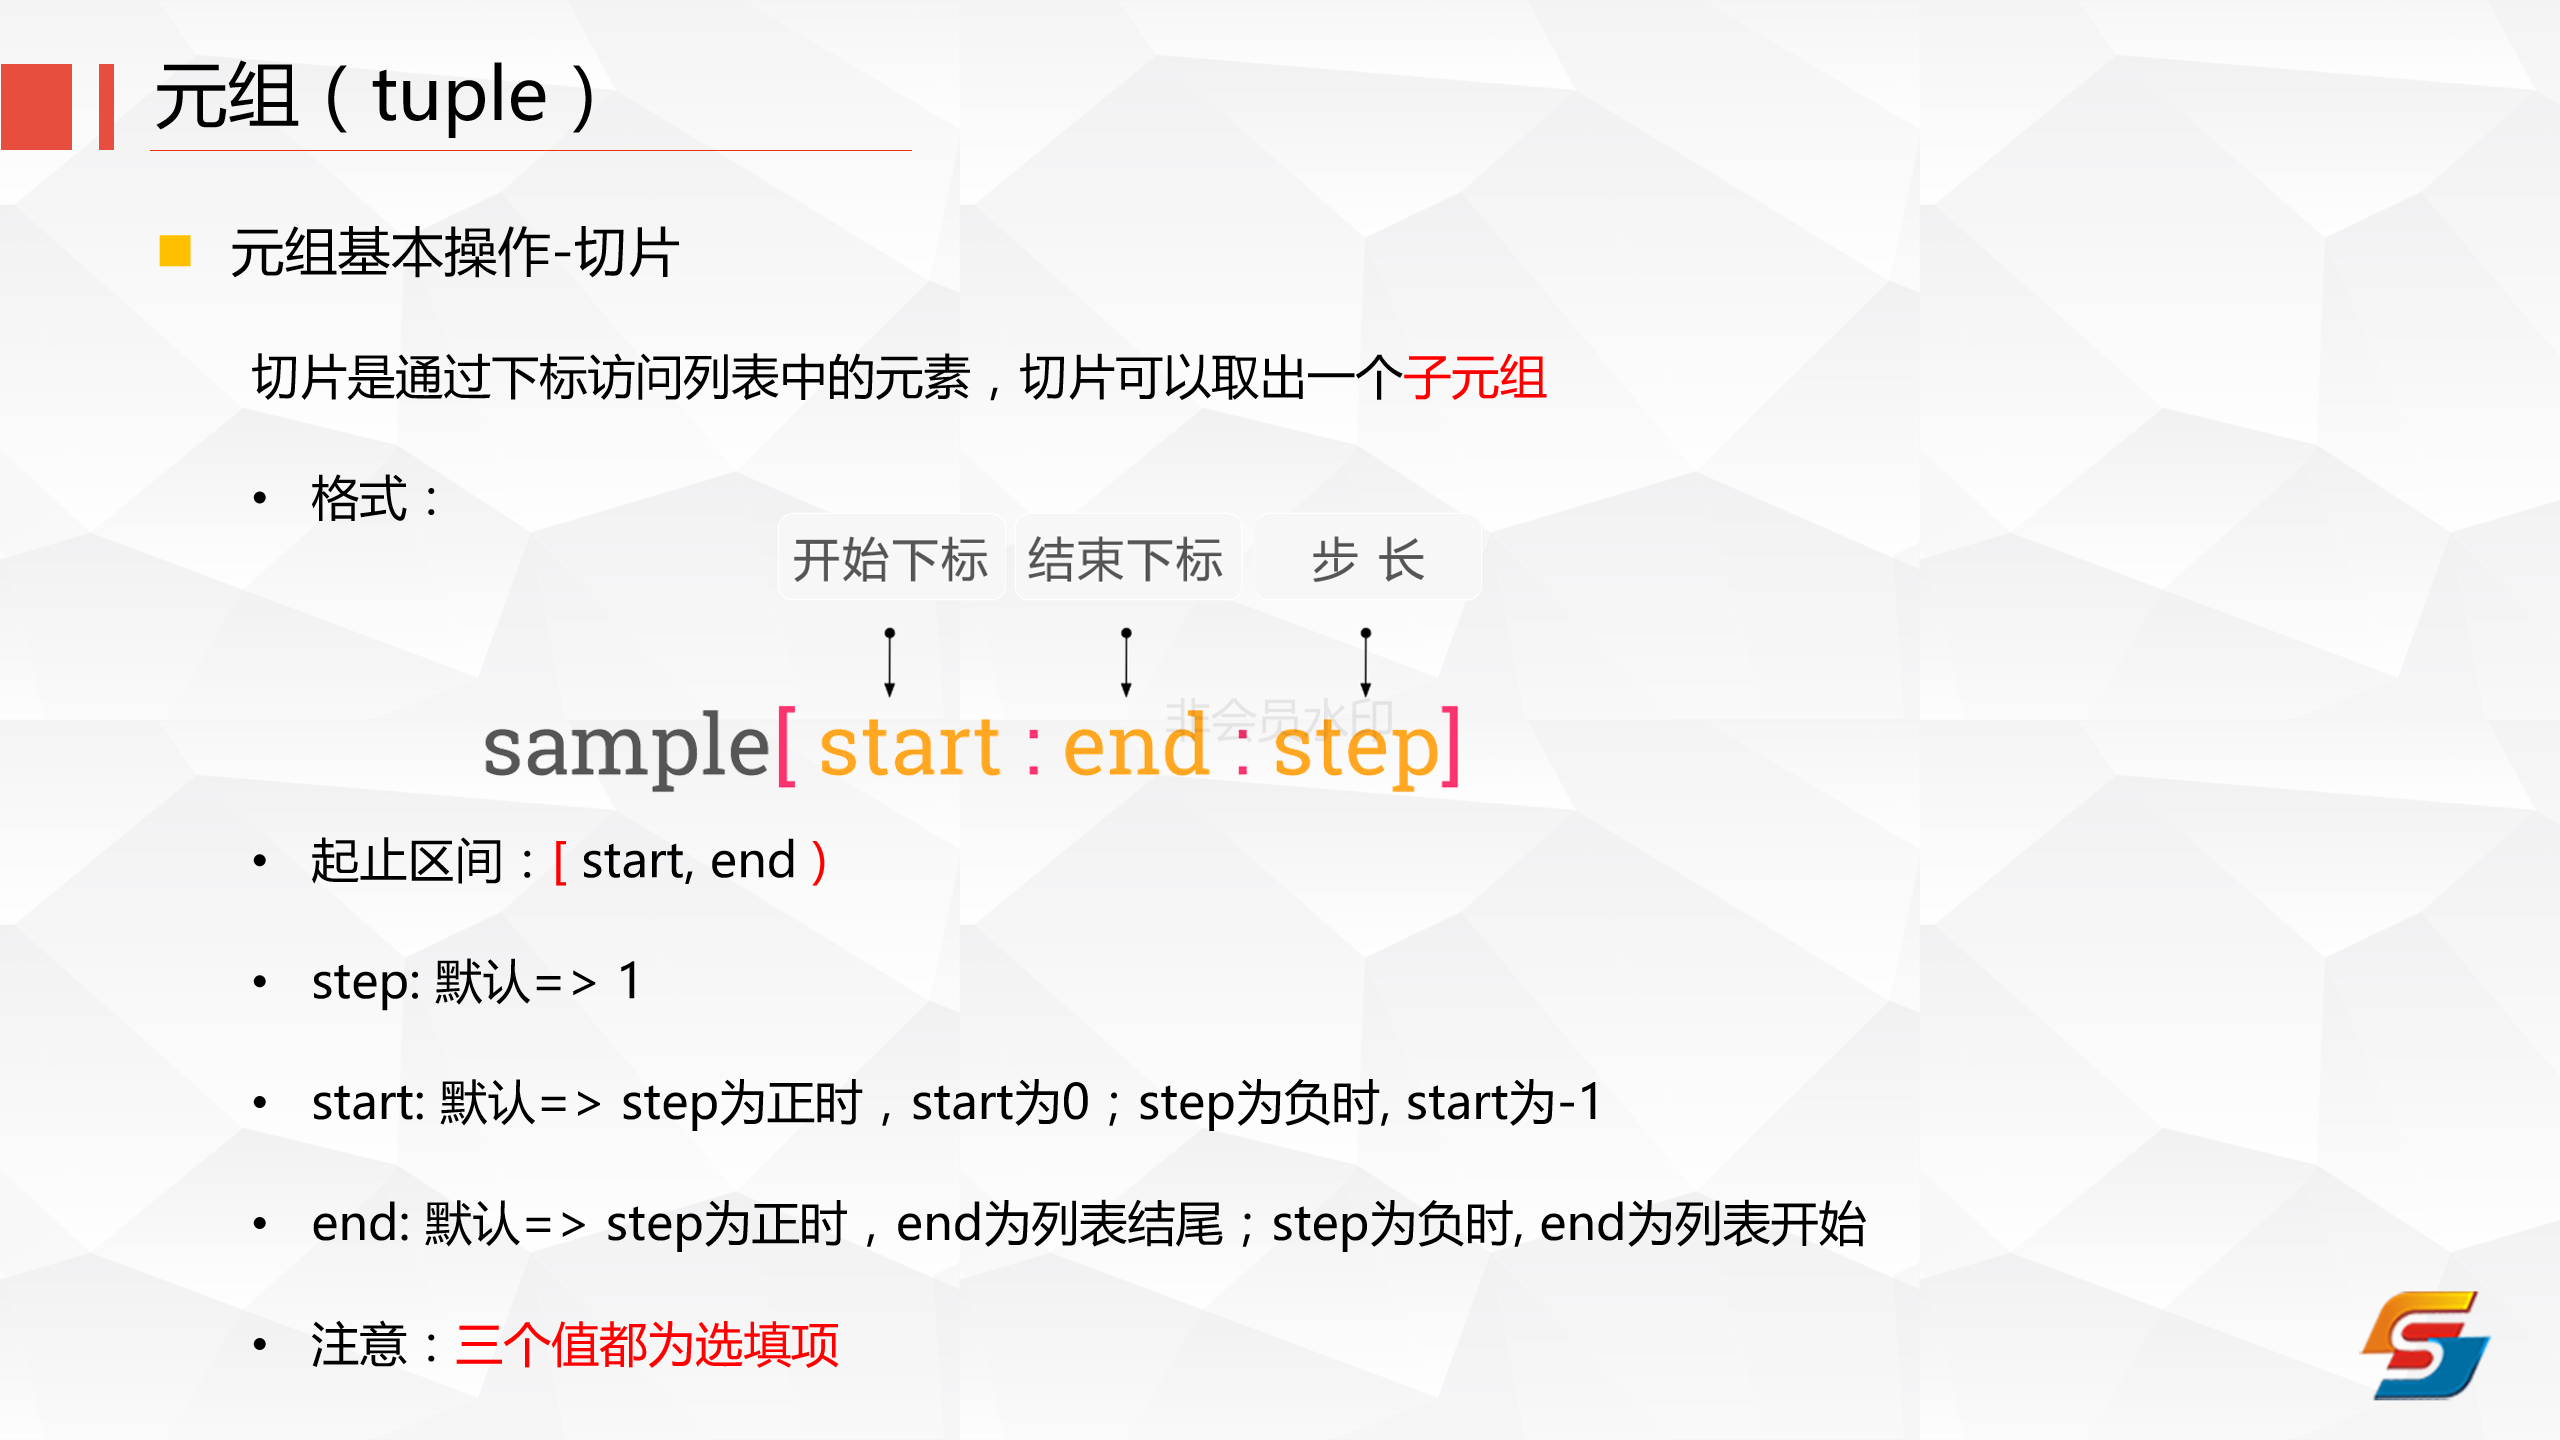 元组（tuple）
元组基本操作-切片
切片是通过下标访问列表中的元素，切片可以取出一个子元组
• 格式：
开始下标 结束下标 步 长
非会员水印
sample[ start : end : step]
• 起止区间：[ start, end )
• step: 默认=> 1
• start: 默认=> step为正时，start为0；step为负时, start为-1
• end: 默认=> step为正时，end为列表结尾；step为负时, end为列表开始
• 注意：三个值都为选填项